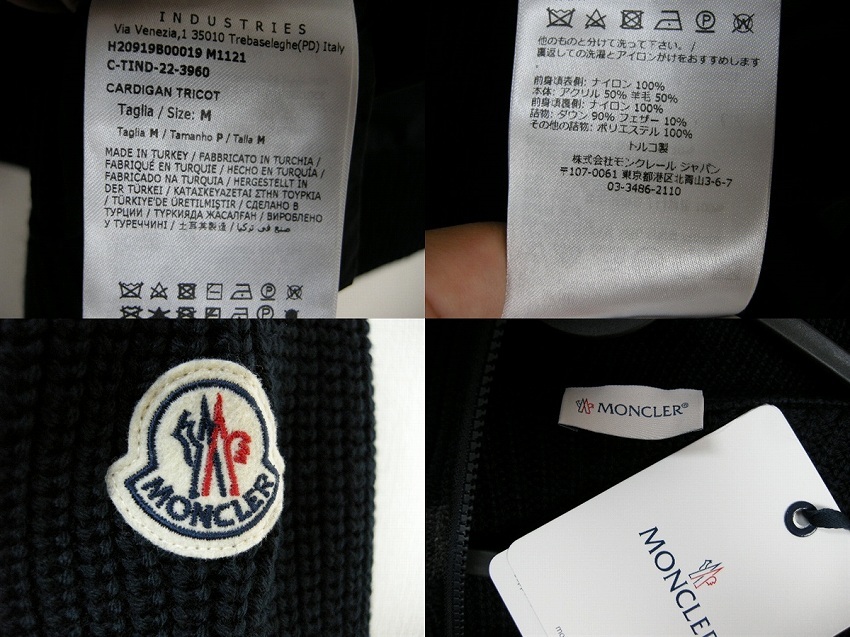 INDUSTRIES
Via Venezia,1 35010 Trebaseleghe(PD) Italy
H20919B00019 M1121
C-TIND-22-3960
CARDIGAN TRICOT
Taglia / Size: M
Taglia M / Tamanho P / Talla M
MADE IN TURKEY / FABBRICATO IN TURCHIA /
FABRIQUÉ EN TURQUIE / HECHO EN TURQUÍA /
FABRICADO NA TURQUIA / HERGESTELLT IN
DER TÜRKEI / ΚΑΤΑΣΚΕΥΑΖΕΤΑΙ ΣΤΗΝ ΤΟΥΡΚΙΑ
/ TÜRKİYE'DE ÜRETILMIŞTIR / СДЕЛАНО В
ТУРЦИИ / ТҮРКИЯДА ЖАСАЛҒАН / ВИРОБЛЕНО
У ТУРЕЧЧИНІ / 土耳其製造 / صنع في تركيا
他のものと分けて洗って下さい。/
裏返しての洗濯とアイロンがけをおすすめします
。
前身頃表側: ナイロン 100%
本体: アクリル 50% 羊毛 50%
前身頃裏側: ナイロン 100%
詰物: ダウン 90% フェザー 10%
その他の詰物: ポリエステル 100%
トルコ製
株式会社モンクレール ジャパン
〒107-0061 東京都港区北青山3-6-7
03-3486-2110
MONCLER
MONCLER®
MONCLER